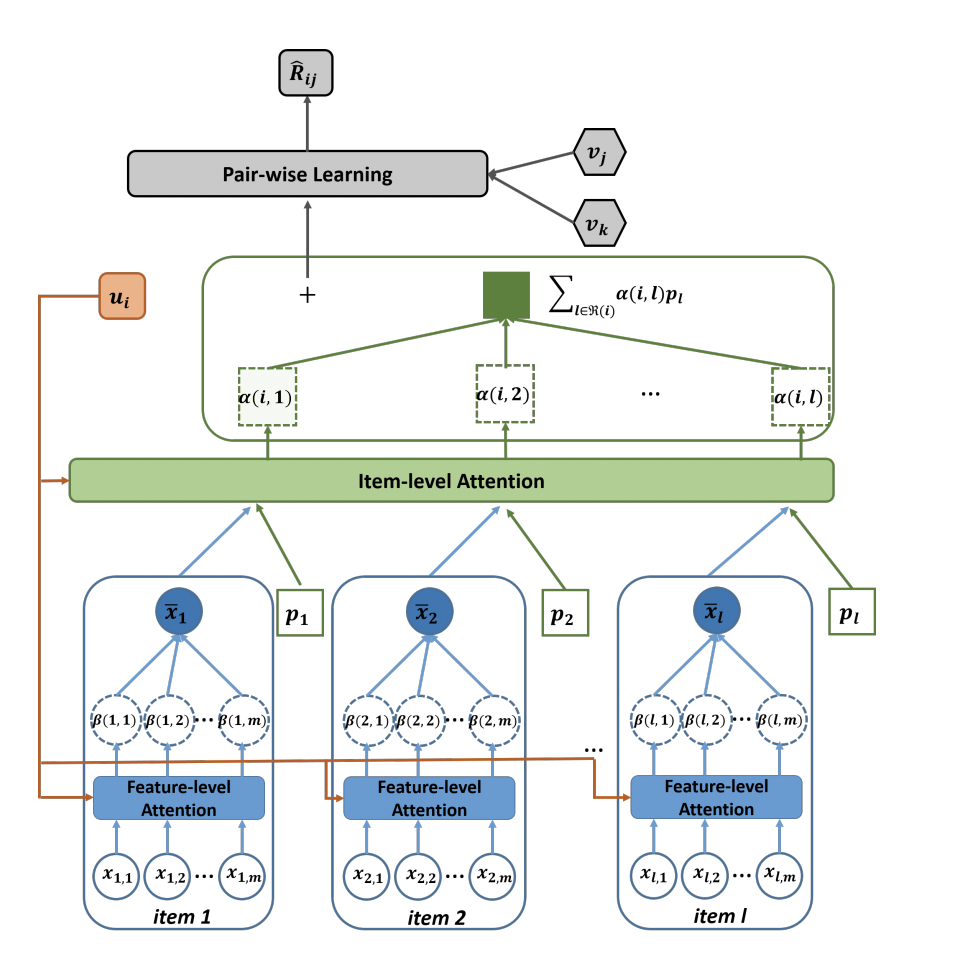 R̂ij
Pair-wise Learning
vj
vk
ui
+
∑l∈ℜ(i) α(i, l)pl
α(i, 1) α(i, 2) ... α(i, l)
Item-level Attention
x̅1 p1 x̅2 p2 x̅l pl
β(1, 1) β(1, 2) ... β(1, m) β(2, 1) β(2, 2) ... β(2, m) β(l, 1) β(l, 2) ... β(l, m)
...
Feature-level Feature-level Feature-level
Attention Attention Attention
x1,1 x1,2 ... x1,m x2,1 x2,2 ... x2,m xl,1 xl,2 ... xl,m
item 1 item 2 item l